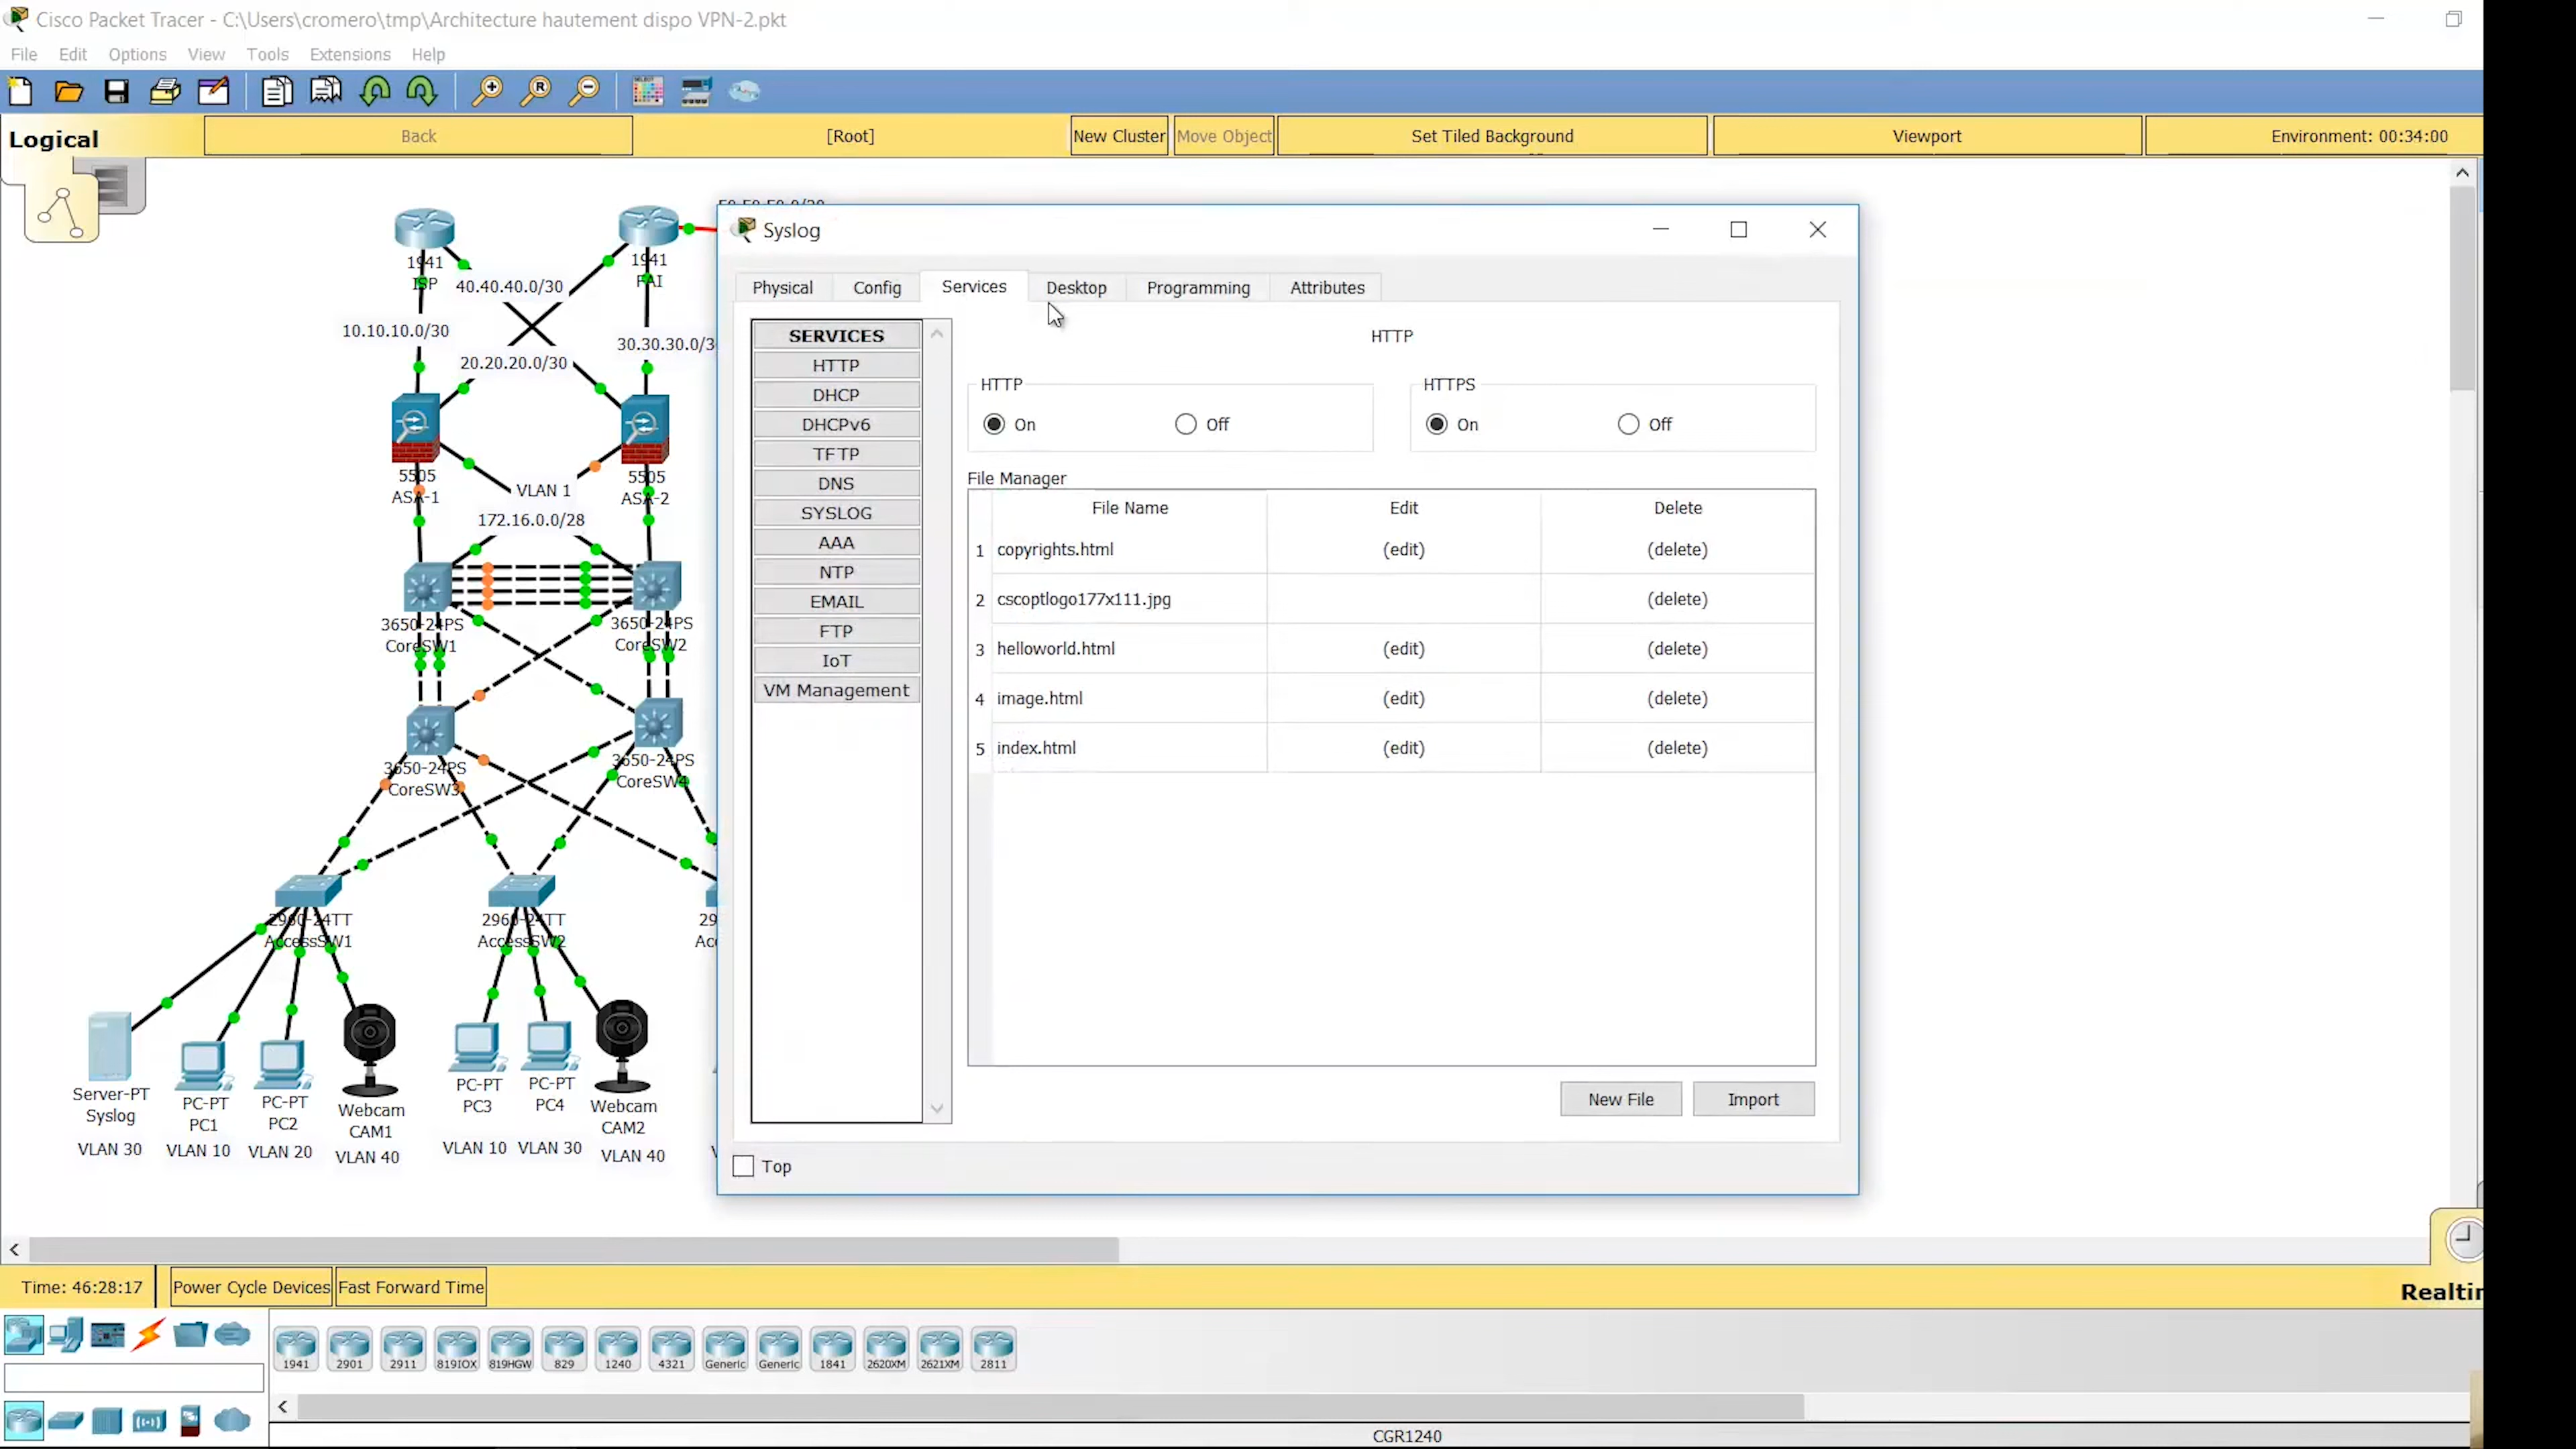 Cisco Packet Tracer - C:\Users\cromero\tmp\Architecture hautement dispo VPN-2.pkt
File Edit Options View Tools Extensions Help
Logical
Back
[Root]
New Cluster
Move Object
Set Tiled Background
Viewport
Environment: 00:34:00
1941
ISP
1941
FAI
40.40.40.0/30
10.10.10.0/30
30.30.30.0/3
20.20.20.0/30
5505
ASA-1
5505
ASA-2
VLAN 1
172.16.0.0/28
3650-24PS
CoreSW1
3650-24PS
CoreSW2
3650-24PS
CoreSW3
3650-24PS
CoreSW4
2960-24TT
AccessSW1
2960-24TT
AccessSW2
29
Acc
Server-PT
Syslog
VLAN 30
PC-PT
PC1
VLAN 10
PC-PT
PC2
VLAN 20
Webcam
CAM1
VLAN 40
PC-PT
PC3
VLAN 10
PC-PT
PC4
VLAN 30
Webcam
CAM2
VLAN 40
Syslog
Physical Config Services Desktop Programming Attributes
SERVICES
HTTP
DHCP
DHCPv6
TFTP
DNS
SYSLOG
AAA
NTP
EMAIL
FTP
IoT
VM Management
HTTP
HTTP
On Off
HTTPS
On Off
File Manager
File Name Edit Delete
1 copyrights.html (edit) (delete)
2 cscoptlogo177x111.jpg (delete)
3 helloworld.html (edit) (delete)
4 image.html (edit) (delete)
5 index.html (edit) (delete)
New File Import
Top
Time: 46:28:17
Power Cycle Devices
Fast Forward Time
Realtim
1941 2901 2911 819IOX 819HGW 829 1240 4321 Generic Generic 1841 2620XM 2621XM 2811
CGR1240